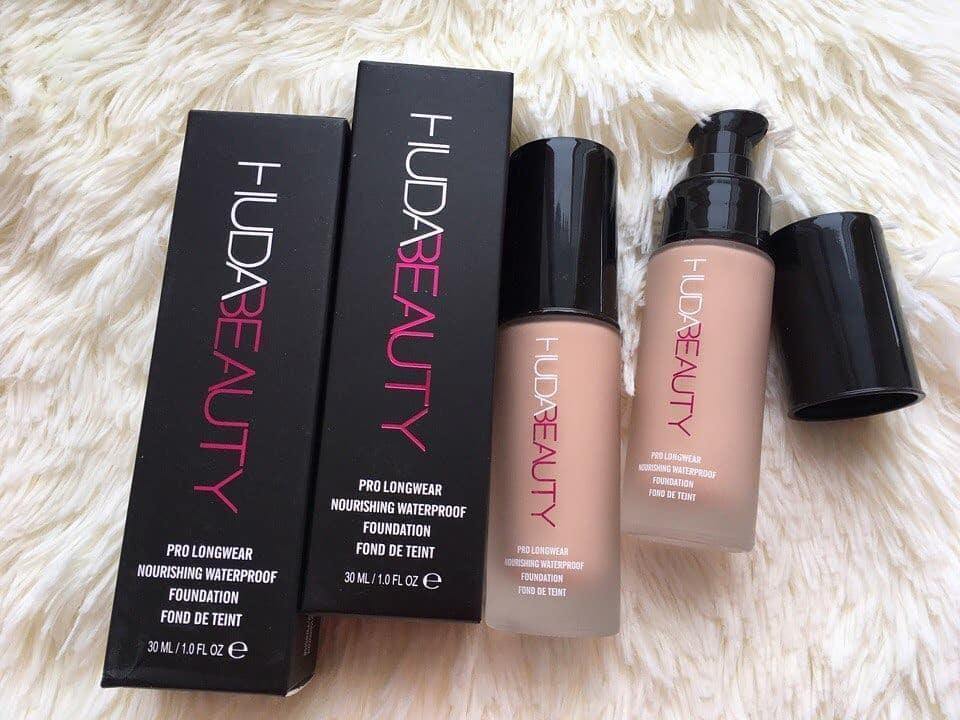 HUDABEAUTY
PRO LONGWEAR
NOURISHING WATERPROOF
FOUNDATION
FOND DE TEINT
30 ML / 1.0 FL OZ ℮
HUDABEAUTY
PRO LONGWEAR
NOURISHING WATERPROOF
FOUNDATION
FOND DE TEINT
30 ML / 1.0 FL OZ ℮
HUDABEAUTY
PRO LONGWEAR
NOURISHING WATERPROOF
FOUNDATION
FOND DE TEINT
HUDABEAUTY
PRO LONGWEAR
NOURISHING WATERPROOF
FOUNDATION
FOND DE TEINT